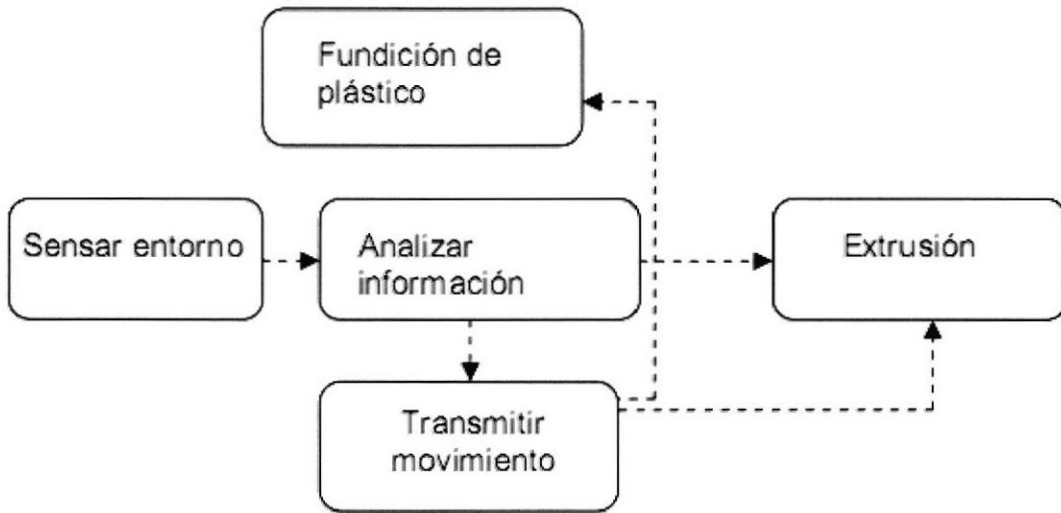 Fundición de
plástico
Sensar entorno
Analizar
información
Extrusión
Transmitir
movimiento